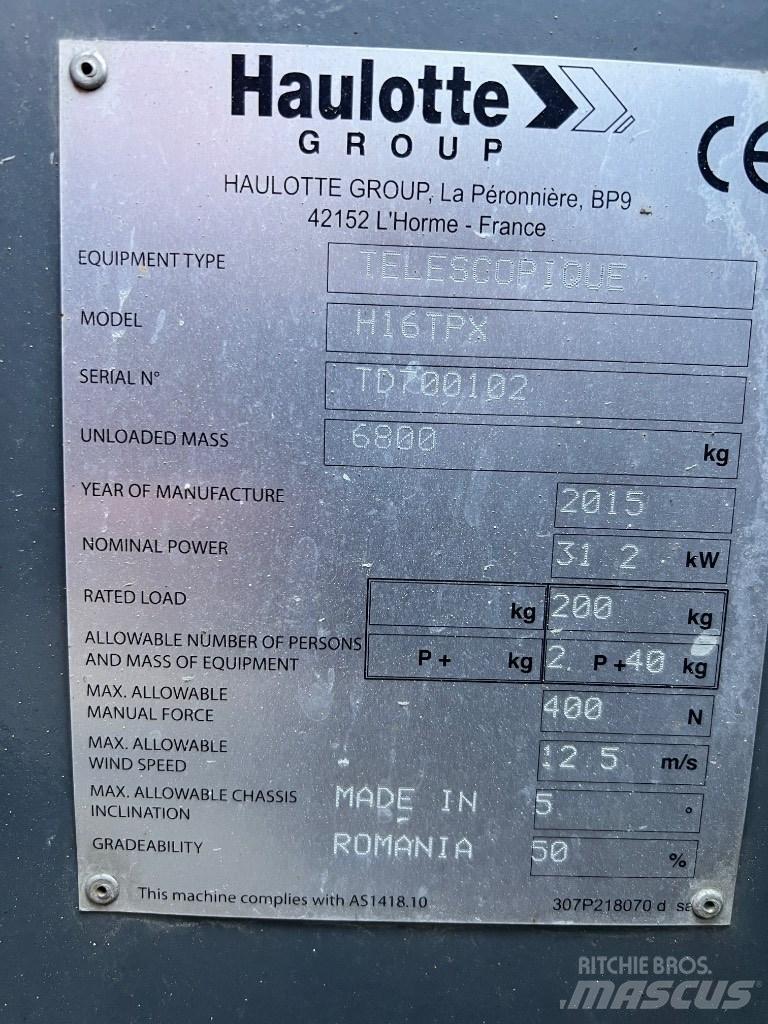 Haulotte
GROUP
CE
HAULOTTE GROUP, La Péronnière, BP9
42152 L'Horme - France
EQUIPMENT TYPE TELESCOPIQUE
MODEL H16TPX
SERIAL N° TD700102
UNLOADED MASS 6800 kg
YEAR OF MANUFACTURE 2015
NOMINAL POWER 31 2 kW
RATED LOAD kg 200 kg
ALLOWABLE NUMBER OF PERSONS
AND MASS OF EQUIPMENT P + kg 2 P + 40 kg
MAX. ALLOWABLE
MANUAL FORCE 400 N
MAX. ALLOWABLE
WIND SPEED 12 5 m/s
MAX. ALLOWABLE CHASSIS
INCLINATION MADE IN 5 °
GRADEABILITY ROMANIA 50 %
This machine complies with AS1418.10 307P218070 d
RITCHIE BROS.
MASCUS